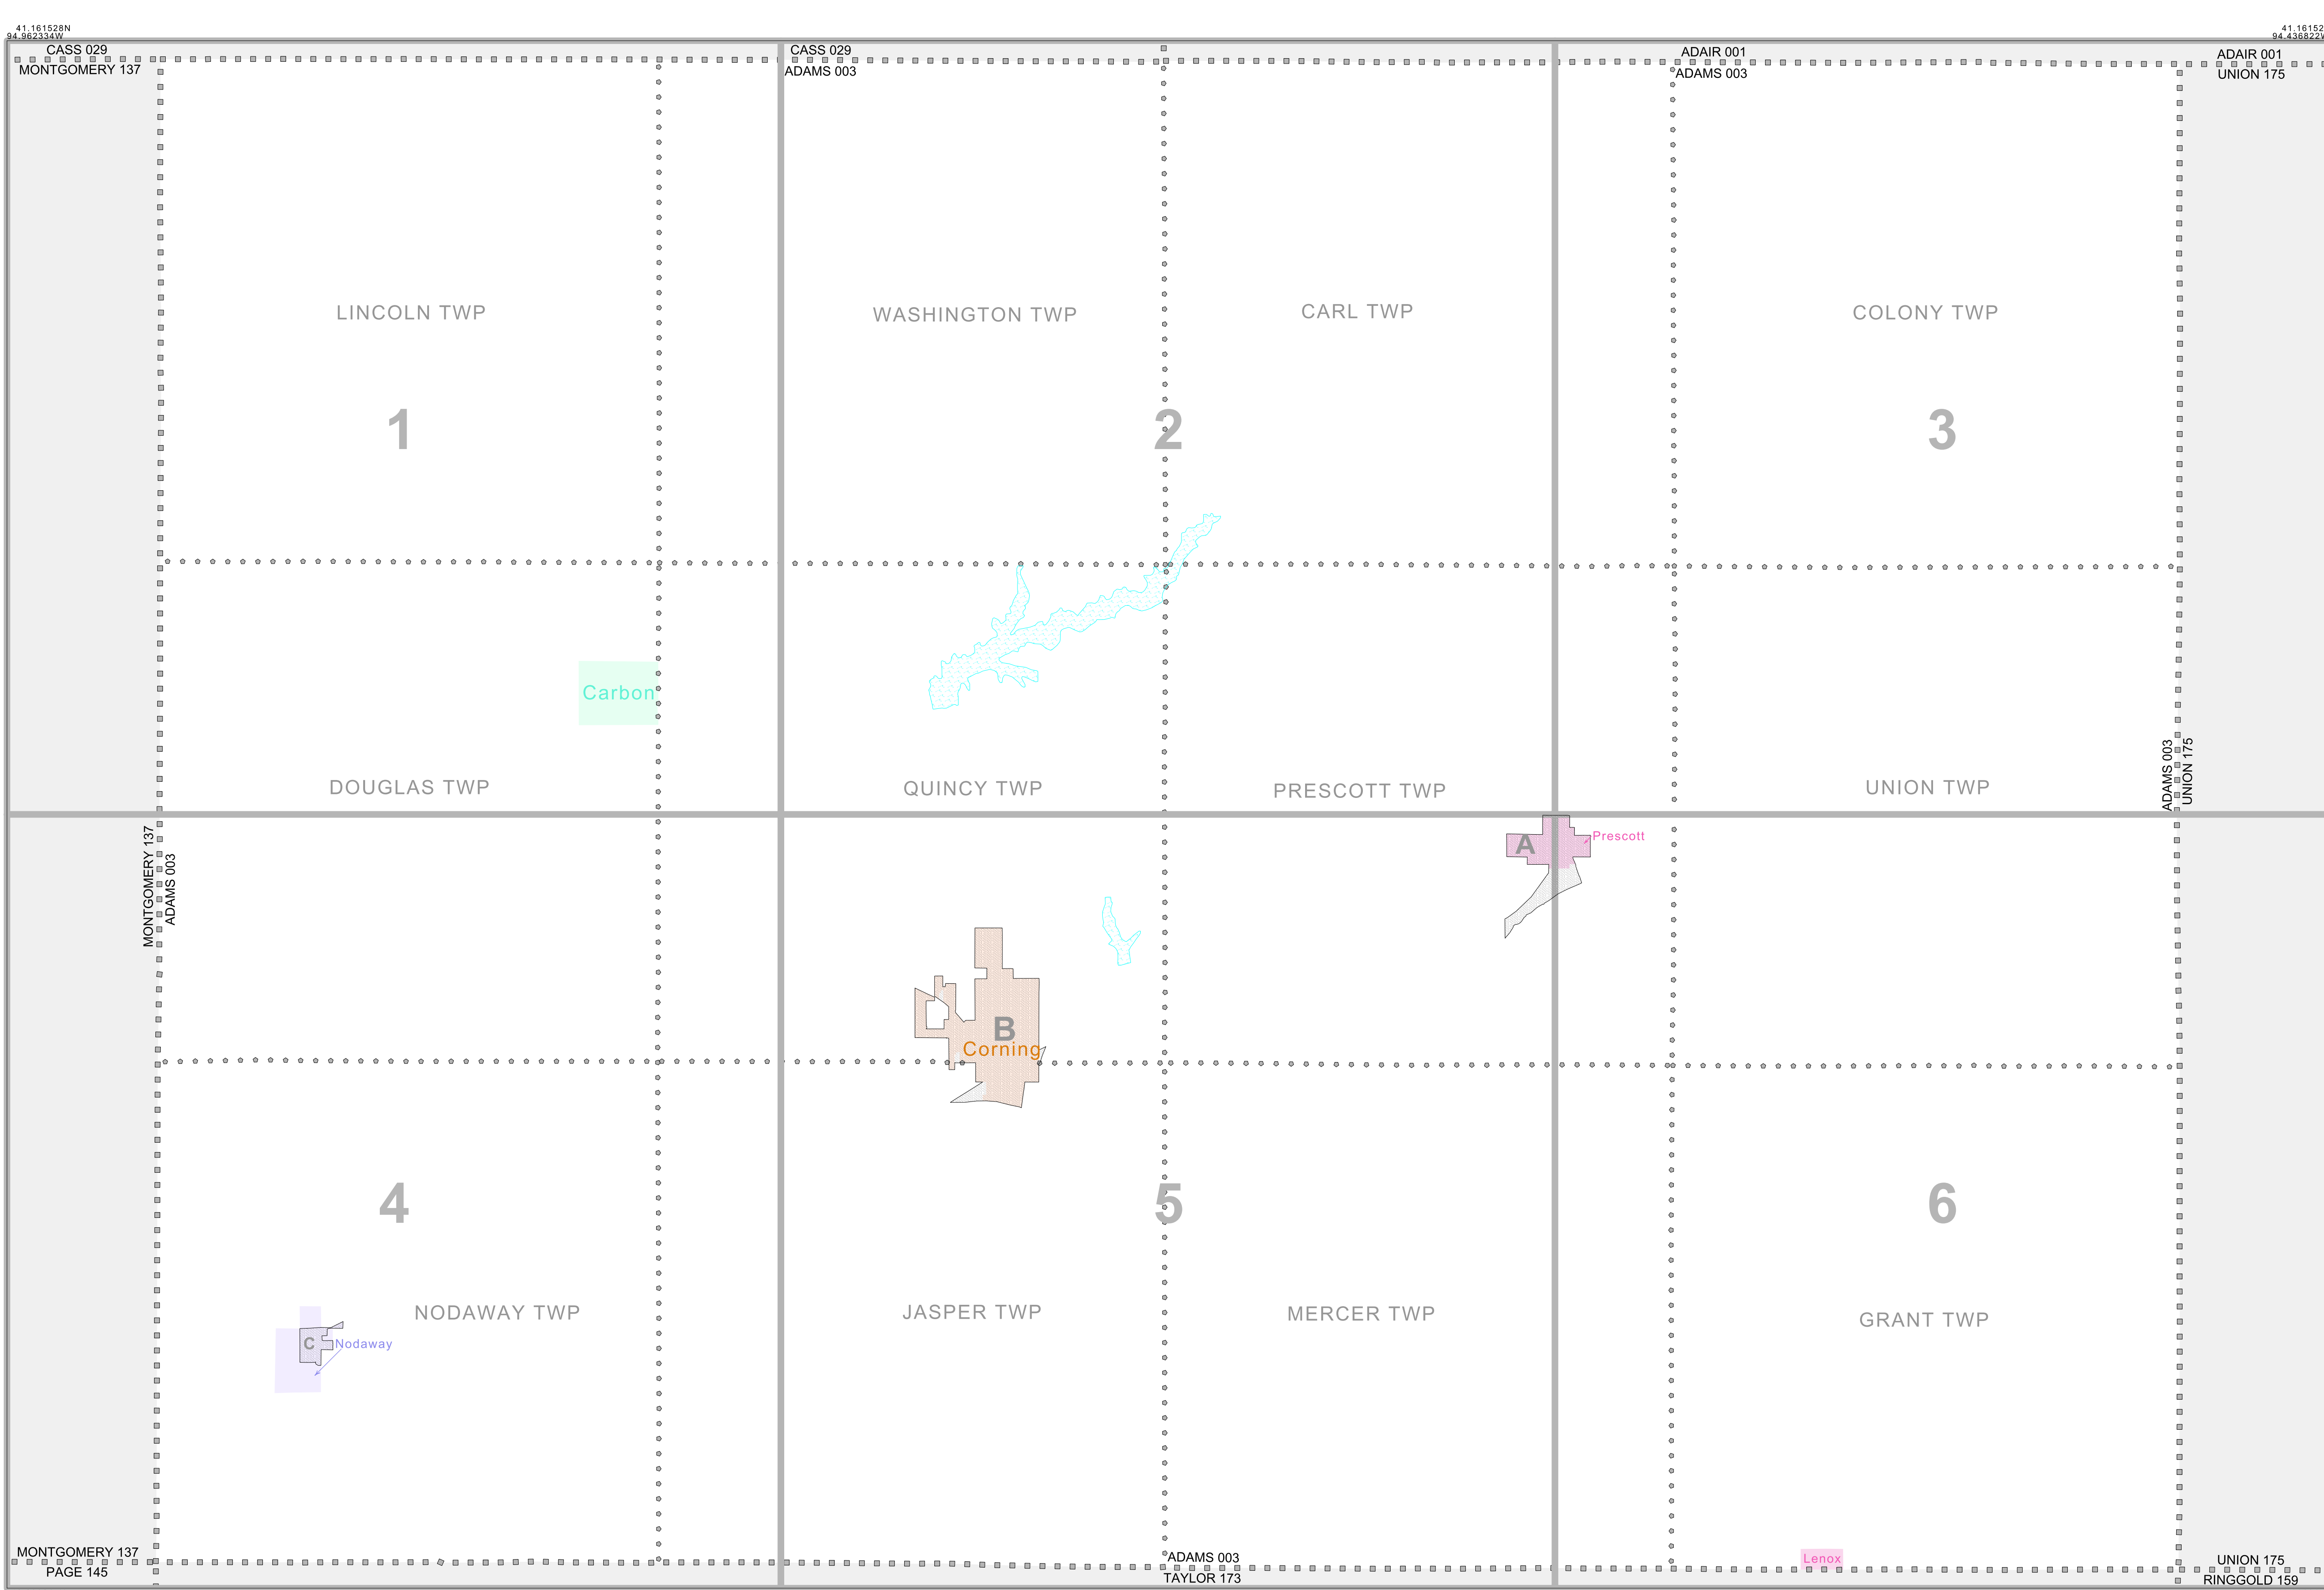 41.161528N
94.962334W
41.16152
94.436822W
CASS 029
MONTGOMERY 137
CASS 029
ADAMS 003
ADAIR 001
ADAMS 003
ADAIR 001
UNION 175
LINCOLN TWP
WASHINGTON TWP
CARL TWP
COLONY TWP
1
2
3
Carbon
DOUGLAS TWP
QUINCY TWP
PRESCOTT TWP
UNION TWP
ADAMS 003
UNION 175
MONTGOMERY 137
ADAMS 003
A
Prescott
B
Corning
4
5
6
NODAWAY TWP
JASPER TWP
MERCER TWP
GRANT TWP
C
Nodaway
Lenox
MONTGOMERY 137
PAGE 145
ADAMS 003
TAYLOR 173
UNION 175
RINGGOLD 159